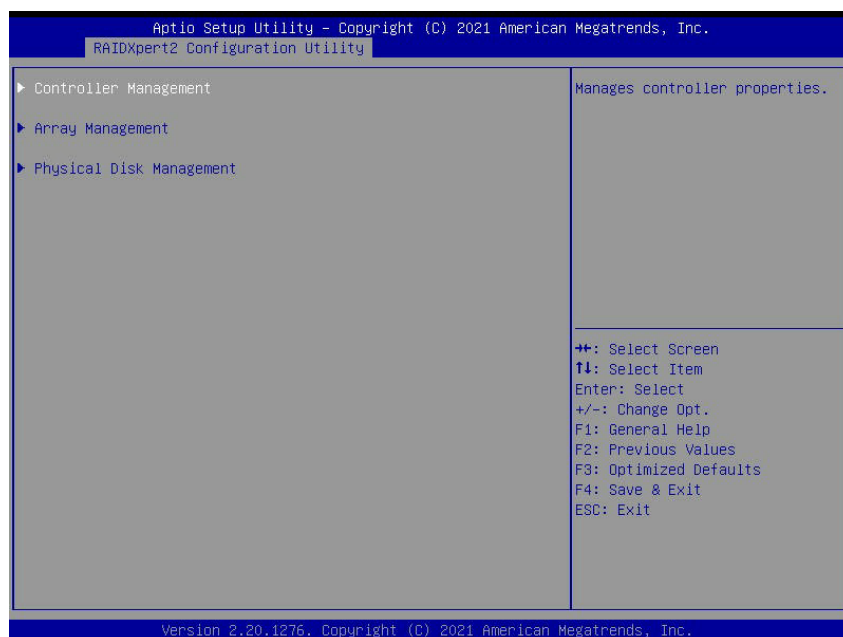 Aptio Setup Utility – Copyright (C) 2021 American Megatrends, Inc.
RAIDXpert2 Configuration Utility
Controller Management
Array Management
Physical Disk Management
Manages controller properties.
→←: Select Screen
↑↓: Select Item
Enter: Select
+/-: Change Opt.
F1: General Help
F2: Previous Values
F3: Optimized Defaults
F4: Save & Exit
ESC: Exit
Version 2.20.1276. Copyright (C) 2021 American Megatrends, Inc.